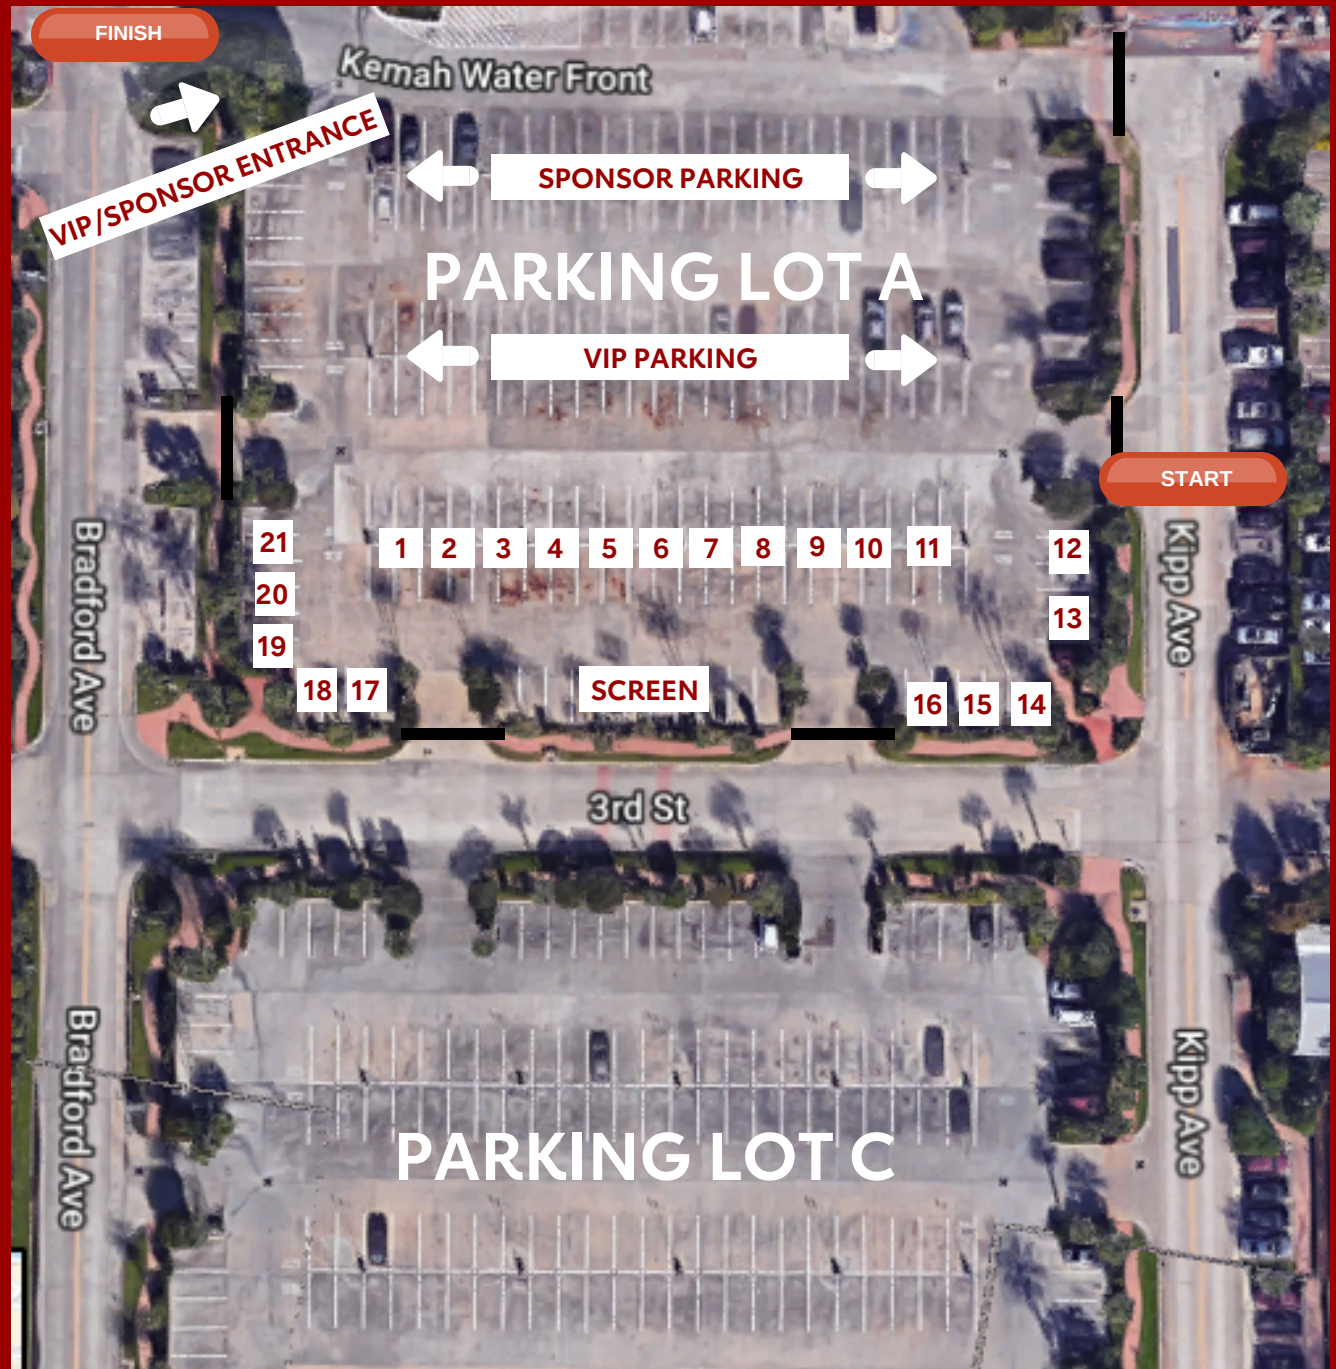 FINISH
Kemah Water Front
VIP/SPONSOR ENTRANCE
SPONSOR PARKING
PARKING LOT A
VIP PARKING
START
21
1 2 3 4 5 6 7 8 9 10 11
12
20
13
19
18 17
SCREEN
16 15 14
Bradford Ave
Kipp Ave
3rd St
Bradford Ave
Kipp Ave
PARKING LOT C